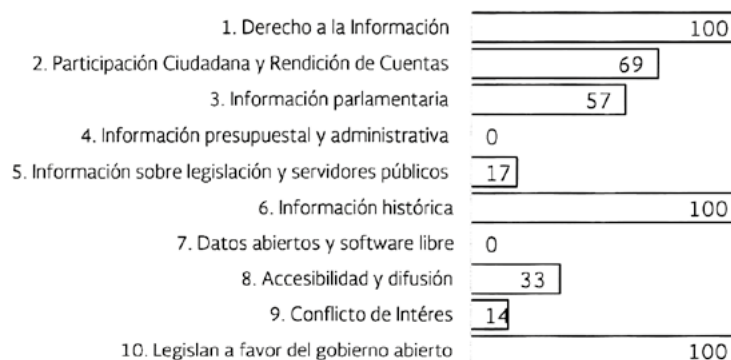 1. Derecho a la Información 100
2. Participación Ciudadana y Rendición de Cuentas 69
3. Información parlamentaria 57
4. Información presupuestal y administrativa 0
5. Información sobre legislación y servidores públicos 17
6. Información histórica 100
7. Datos abiertos y software libre 0
8. Accesibilidad y difusión 33
9. Conflicto de Intéres 14
10. Legislan a favor del gobierno abierto 100